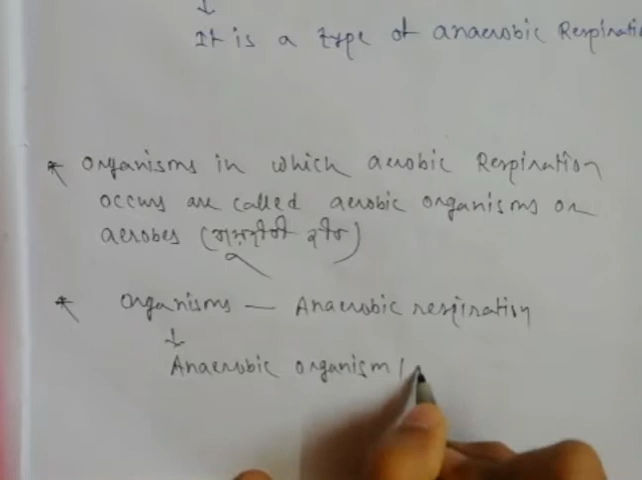 ↓
It is a type of anaerobic Respirati
* Organisms in which aerobic Respiration
occurs are called aerobic organisms or
aerobes (বায়ুজীবী জীব)
* Organisms — Anaerobic respiration
↓
Anaerobic organism /